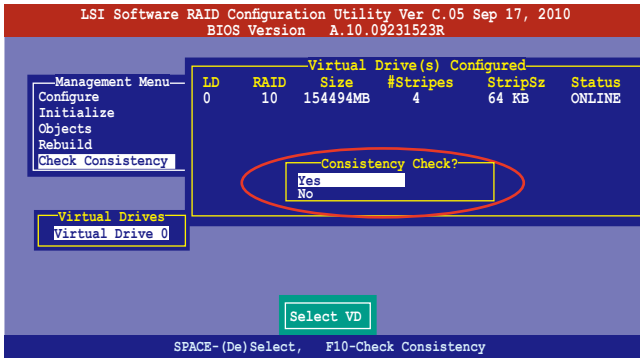 LSI Software RAID Configuration Utility Ver C.05 Sep 17, 2010
BIOS Version A.10.09231523R
Virtual Drive(s) Configured
LD RAID Size #Stripes StripSz Status
0 10 154494MB 4 64 KB ONLINE
Management Menu
Configure
Initialize
Objects
Rebuild
Check Consistency
Consistency Check?
Yes
No
Virtual Drives
Virtual Drive 0
Select VD
SPACE-(De)Select, F10-Check Consistency